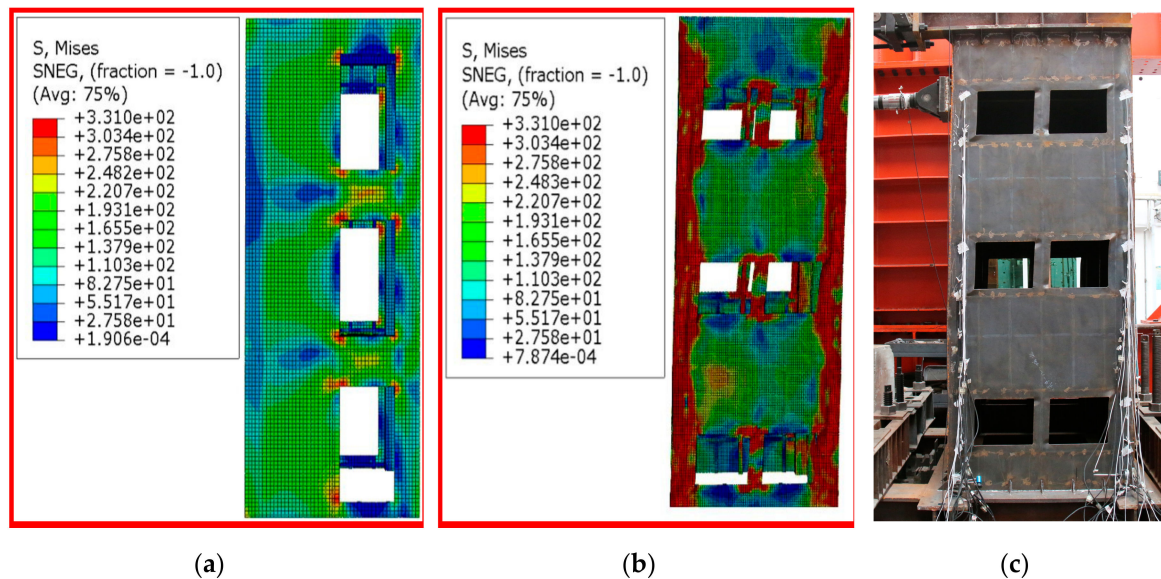 S, Mises
SNEG, (fraction = -1.0)
(Avg: 75%)
+3.310e+02
+3.034e+02
+2.758e+02
+2.482e+02
+2.207e+02
+1.931e+02
+1.655e+02
+1.379e+02
+1.103e+02
+8.275e+01
+5.517e+01
+2.758e+01
+1.906e-04
S, Mises
SNEG, (fraction = -1.0)
(Avg: 75%)
+3.310e+02
+3.034e+02
+2.758e+02
+2.483e+02
+2.207e+02
+1.931e+02
+1.655e+02
+1.379e+02
+1.103e+02
+8.275e+01
+5.517e+01
+2.758e+01
+7.874e-04
(a)
(b)
(c)